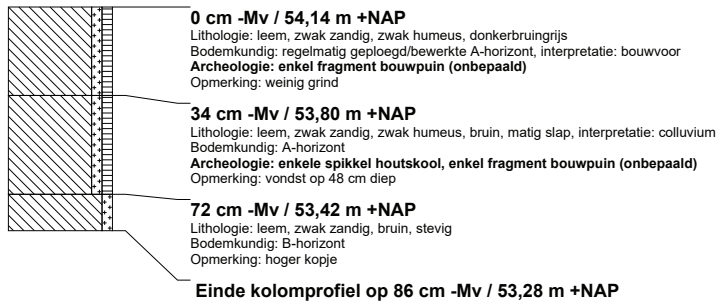 0 cm -Mv / 54,14 m +NAP
Lithologie: leem, zwak zandig, zwak humeus, donkerbruingrijs
Bodemkundig: regelmatig geploegd/bewerkte A-horizont, interpretatie: bouwvoor
Archeologie: enkel fragment bouwpuin (onbepaald)
Opmerking: weinig grind
34 cm -Mv / 53,80 m +NAP
Lithologie: leem, zwak zandig, zwak humeus, bruin, matig slap, interpretatie: colluvium
Bodemkundig: A-horizont
Archeologie: enkele spikkel houtskool, enkel fragment bouwpuin (onbepaald)
Opmerking: vondst op 48 cm diep
72 cm -Mv / 53,42 m +NAP
Lithologie: leem, zwak zandig, bruin, stevig
Bodemkundig: B-horizont
Opmerking: hoger kopje
Einde kolomprofiel op 86 cm -Mv / 53,28 m +NAP